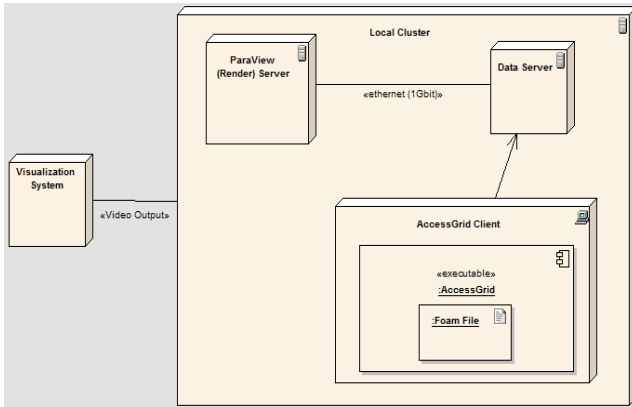 Local Cluster
ParaView
(Render) Server
«ethernet (1Gbit)»
Data Server
Visualization
System
«Video Output»
AccessGrid Client
«executable»
:AccessGrid
:Foam File